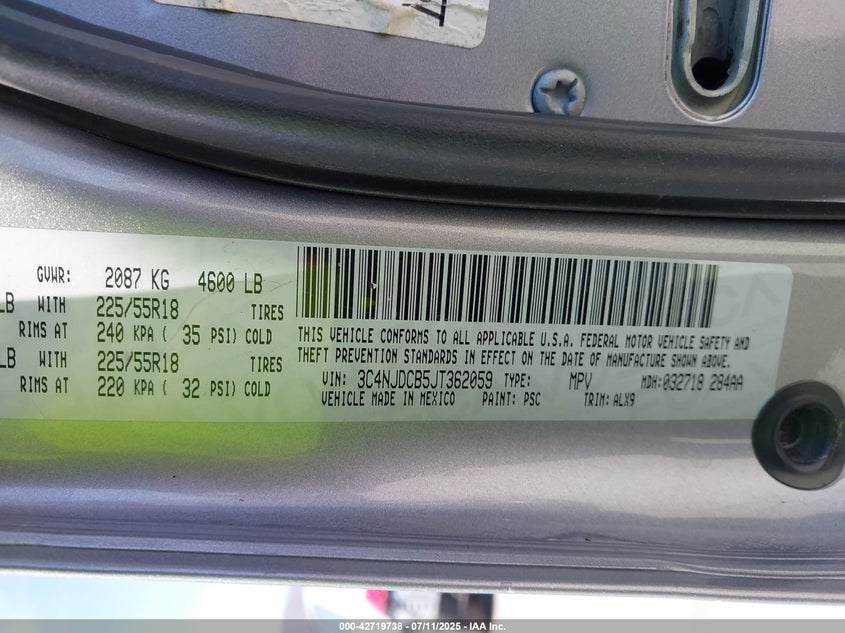 GVWR: 2087 KG 4600 LB
LB WITH 225/55R18 TIRES
RIMS AT 240 KPA ( 35 PSI) COLD
LB WITH 225/55R18 TIRES
RIMS AT 220 KPA ( 32 PSI) COLD
THIS VEHICLE CONFORMS TO ALL APPLICABLE U.S.A. FEDERAL MOTOR VEHICLE SAFETY AND
THEFT PREVENTION STANDARDS IN EFFECT ON THE DATE OF MANUFACTURE SHOWN ABOVE.
VIN: 3C4NJDCB5JT362059 TYPE: MPV MDH:032718 284AA
VEHICLE MADE IN MEXICO PAINT: PSC TRIM: ALX9
000-42719738 - 07/11/2025 - IAA Inc.